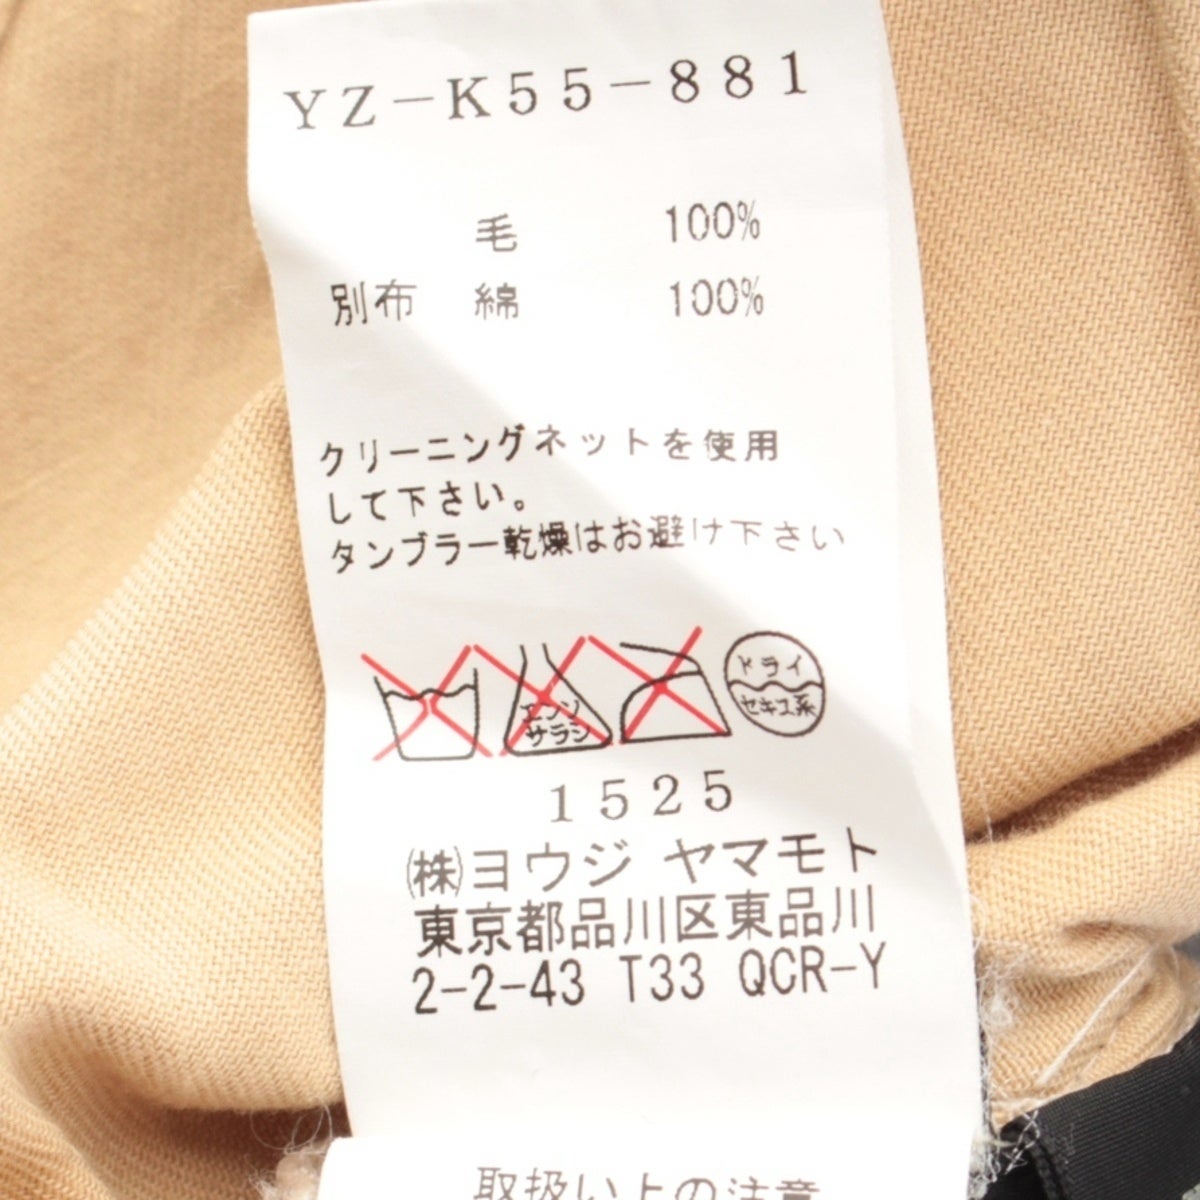 YZ-K55-881
毛 100%
別布 綿 100%
クリーニングネットを使用
して下さい。
タンブラー乾燥はお避け下さい
エンソ
サラシ
ドライ
セキユ系
1525
(株)ヨウジ ヤマモト
東京都品川区東品川
2-2-43 T33 QCR-Y
取扱い上の注意